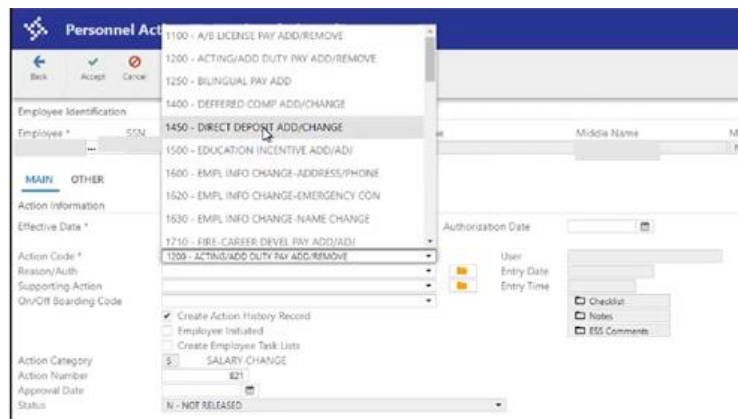 Personnel Act
Back
Accept
Cancel
1100 - A/B LICENSE PAY ADD/REMOVE
1200 - ACTING/ADD DUTY PAY ADD/REMOVE
1250 - BILINGUAL PAY ADD
1400 - DEFFERED COMP ADD/CHANGE
1450 - DIRECT DEPOSIT ADD/CHANGE
1500 - EDUCATION INCENTIVE ADD/ADJ
1600 - EMPL INFO CHANGE-ADDRESS/PHONE
1620 - EMPL INFO CHANGE-EMERGENCY CON
1630 - EMPL INFO CHANGE-NAME CHANGE
1710 - FIRE-CAREER DEVEL PAY ADD/ADJ
Employee Identification
Employee * SSN Middle Name M
...
MAIN OTHER
Action Information
Effective Date * Authorization Date
Action Code * 1200 - ACTING/ADD DUTY PAY ADD/REMOVE User
Reason/Auth Entry Date
Supporting Action Entry Time
On/Off Boarding Code Checklist
Create Action History Record Notes
Employee Initiated ESS Comments
Create Employee Task Lists
Action Category S SALARY CHANGE
Action Number 821
Approval Date
Status N - NOT RELEASED